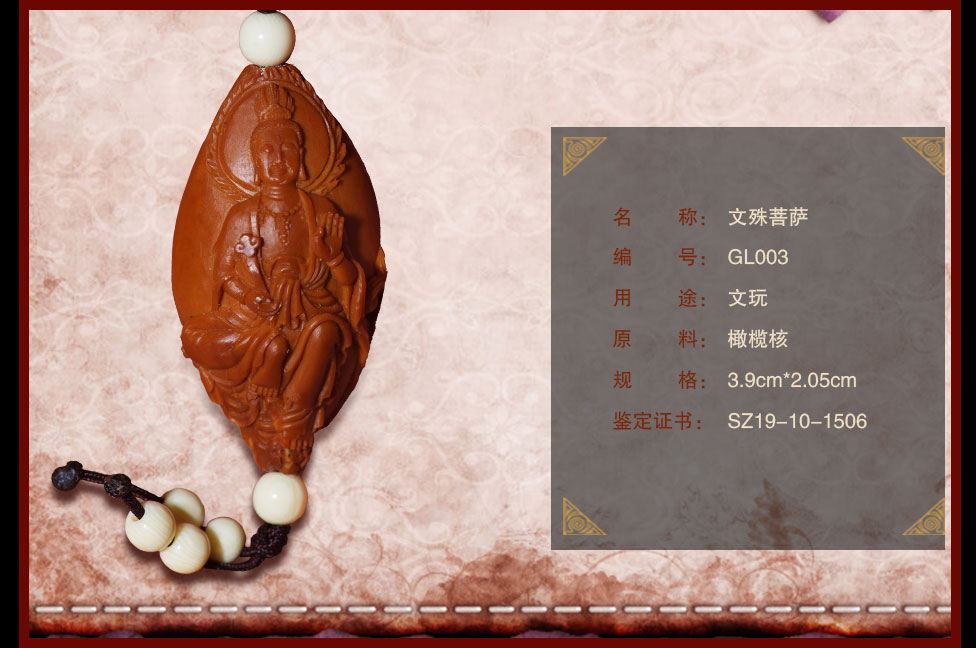 名 称: 文殊菩萨
编 号: GL003
用 途: 文玩
原 料: 橄榄核
规 格: 3.9cm*2.05cm
鉴定证书: SZ19-10-1506